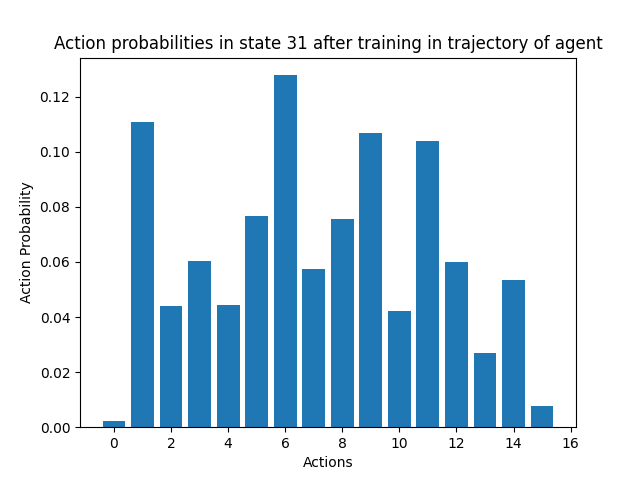 Action probabilities in state 31 after training in trajectory of agent
0.12
0.10
0.08
0.06
0.04
0.02
0.00
Action Probability
0 2 4 6 8 10 12 14 16
Actions